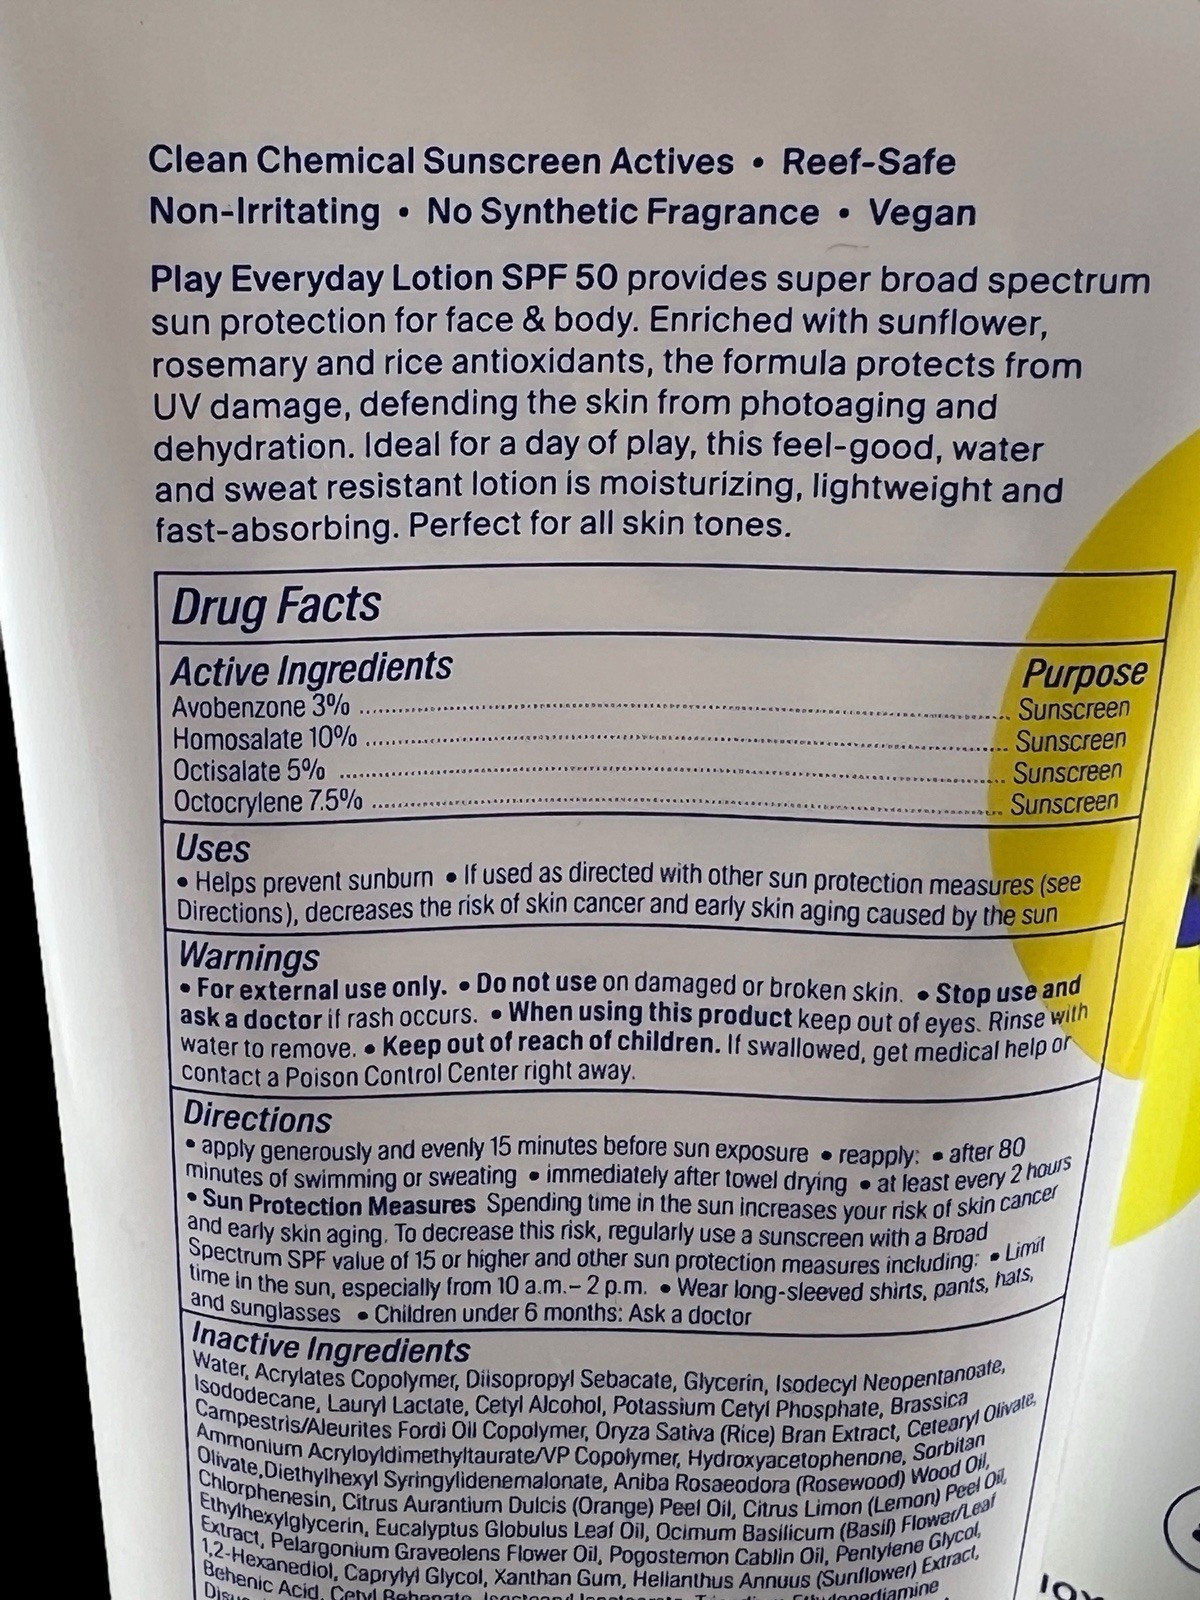 Clean Chemical Sunscreen Actives • Reef-Safe
Non-Irritating • No Synthetic Fragrance • Vegan
Play Everyday Lotion SPF 50 provides super broad spectrum
sun protection for face & body. Enriched with sunflower,
rosemary and rice antioxidants, the formula protects from
UV damage, defending the skin from photoaging and
dehydration. Ideal for a day of play, this feel-good, water
and sweat resistant lotion is moisturizing, lightweight and
fast-absorbing. Perfect for all skin tones.
Drug Facts
Active Ingredients Purpose
Avobenzone 3% Sunscreen
Homosalate 10% Sunscreen
Octisalate 5% Sunscreen
Octocrylene 7.5% Sunscreen
Uses
• Helps prevent sunburn • If used as directed with other sun protection measures (see
Directions), decreases the risk of skin cancer and early skin aging caused by the sun
Warnings
• For external use only. • Do not use on damaged or broken skin. • Stop use and
ask a doctor if rash occurs. • When using this product keep out of eyes. Rinse with
water to remove. • Keep out of reach of children. If swallowed, get medical help or
contact a Poison Control Center right away.
Directions
• apply generously and evenly 15 minutes before sun exposure • reapply: • after 80
minutes of swimming or sweating • immediately after towel drying • at least every 2 hours
• Sun Protection Measures Spending time in the sun increases your risk of skin cancer
and early skin aging. To decrease this risk, regularly use a sunscreen with a Broad
Spectrum SPF value of 15 or higher and other sun protection measures including: • Limit
time in the sun, especially from 10 a.m.– 2 p.m. • Wear long-sleeved shirts, pants, hats,
and sunglasses • Children under 6 months: Ask a doctor
Inactive Ingredients
Water, Acrylates Copolymer, Diisopropyl Sebacate, Glycerin, Isodecyl Neopentanoate,
Isododecane, Lauryl Lactate, Cetyl Alcohol, Potassium Cetyl Phosphate, Brassica
Campestris/Aleurites Fordi Oil Copolymer, Oryza Sativa (Rice) Bran Extract, Cetearyl Olivate,
Ammonium Acryloyldimethyltaurate/VP Copolymer, Hydroxyacetophenone, Sorbitan
Olivate, Diethylhexyl Syringylidenemalonate, Aniba Rosaeodora (Rosewood) Wood Oil,
Chlorphenesin, Citrus Aurantium Dulcis (Orange) Peel Oil, Citrus Limon (Lemon) Peel Oil,
Ethylhexylglycerin, Eucalyptus Globulus Leaf Oil, Ocimum Basilicum (Basil) Flower/Leaf
Extract, Pelargonium Graveolens Flower Oil, Pogostemon Cablin Oil, Pentylene Glycol,
1,2-Hexanediol, Caprylyl Glycol, Xanthan Gum, Helianthus Annuus (Sunflower) Extract,
Behenic Acid, Cetyl Behenate